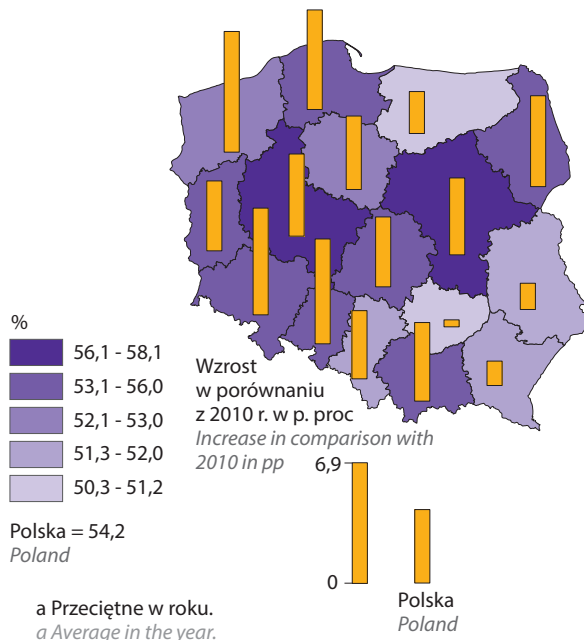 %
56,1 - 58,1
53,1 - 56,0
52,1 - 53,0
51,3 - 52,0
50,3 - 51,2
Polska = 54,2
Poland
Wzrost
w porównaniu
z 2010 r. w p. proc
Increase in comparison with
2010 in pp
6,9
0
Polska
Poland
a Przeciętne w roku.
a Average in the year.